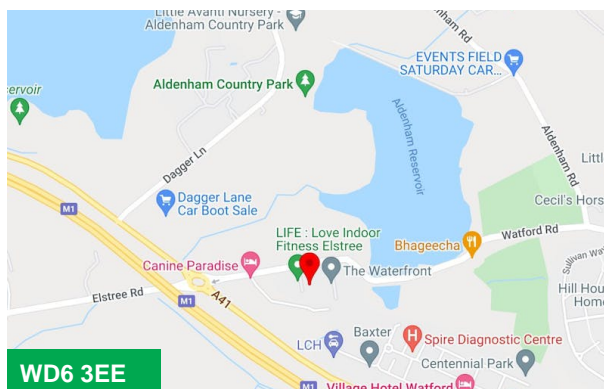 Little Avanti Nursery -
Aldenham Country Park
Aldenham Rd
EVENTS FIELD
SATURDAY CAR...
Aldenham Country Park
servoir
Aldenham Reservoir
Aldenham Rd
Dagger Ln
Littl
Cecil's Hors
Dagger Lane
Car Boot Sale
M1
LIFE : Love Indoor
Fitness Elstree
Watford Rd
Bhageecha
Canine Paradise
The Waterfront
Sullivan Way
Elstree Rd
M1
A41
Hill Hou
Home
LCH
Baxter
Spire Diagnostic Centre
Centennial Park
M1
Village Hotel Watford
WD6 3EE